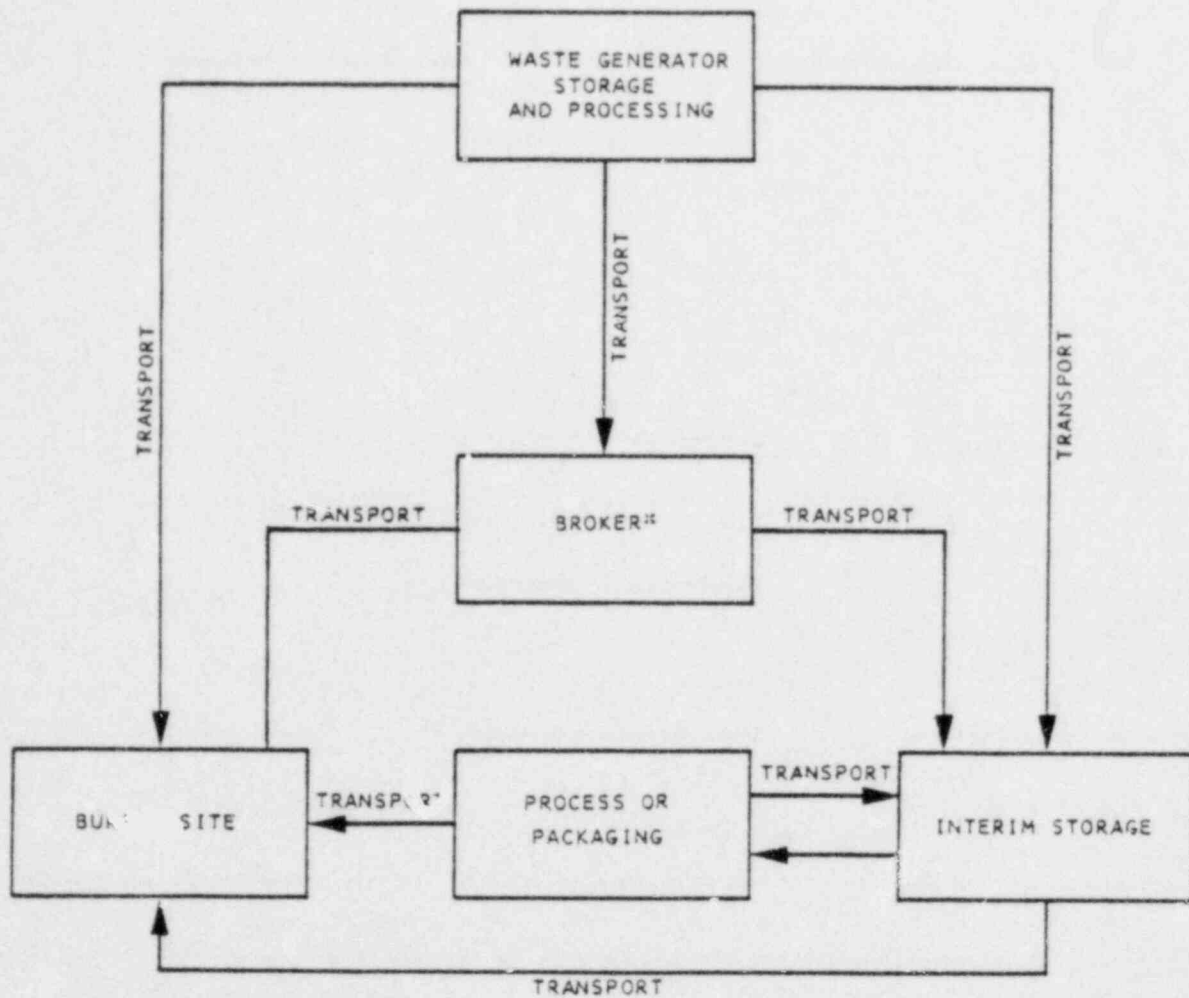 WASTE GENERATOR
STORAGE
AND PROCESSING
TRANSPORT
TRANSPORT
TRANSPORT
TRANSPORT
BROKER*
TRANSPORT
SITE
TRANSPORT
PROCESS OR
PACKAGING
TRANSPORT
INTERIM STORAGE
TRANSPORT